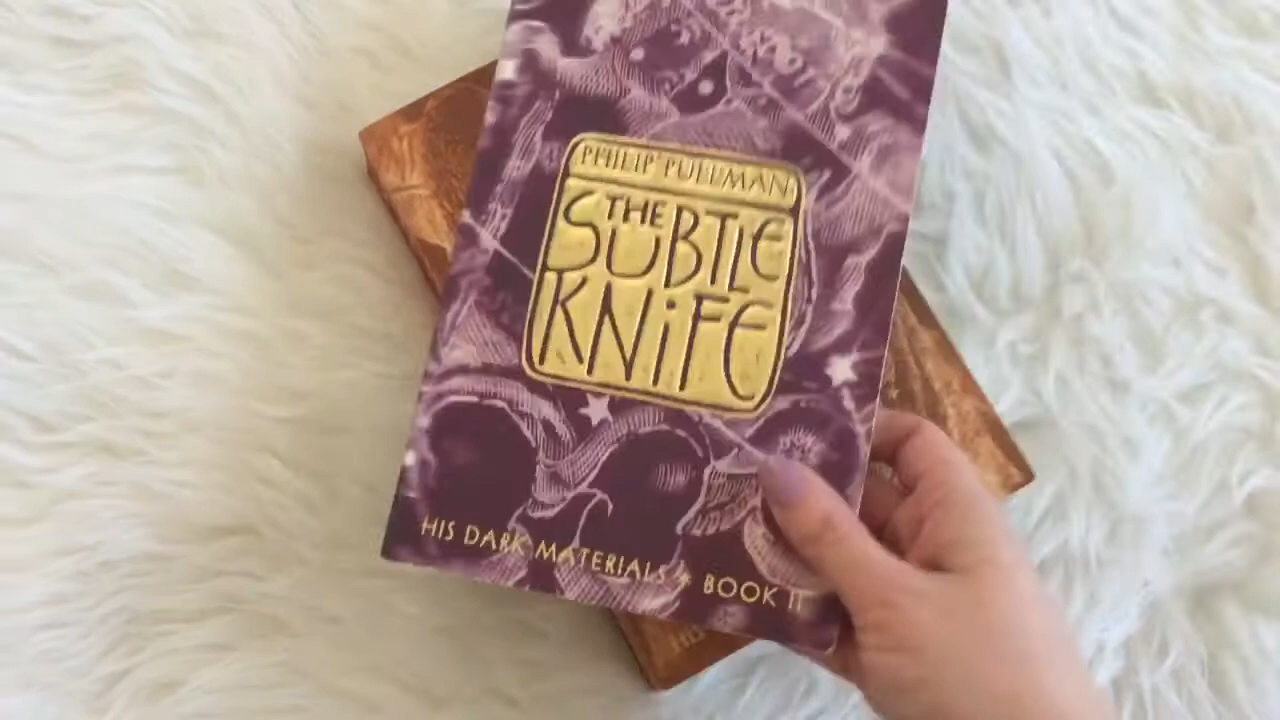 PHILIP PULLMAN
THE
SUBTLE
KNiFE
HIS DARK MATERIALS BOOK II